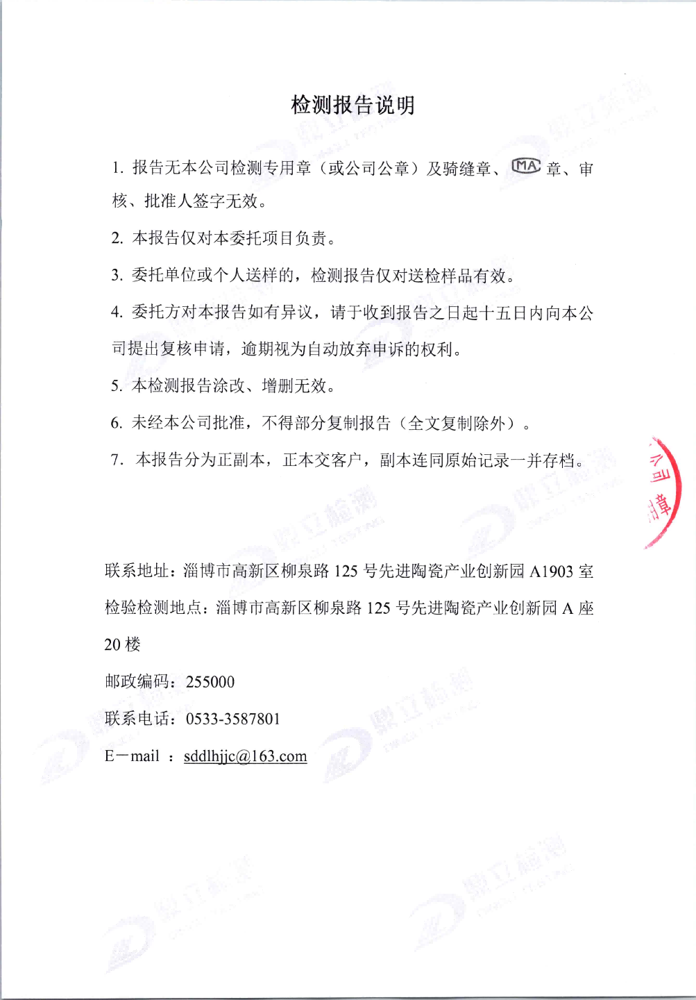 检测报告说明
1. 报告无本公司检测专用章（或公司公章）及骑缝章、MA 章、审
核、批准人签字无效。
2. 本报告仅对本委托项目负责。
3. 委托单位或个人送样的，检测报告仅对送检样品有效。
4. 委托方对本报告如有异议，请于收到报告之日起十五日内向本公
司提出复核申请，逾期视为自动放弃申诉的权利。
5. 本检测报告涂改、增删无效。
6. 未经本公司批准，不得部分复制报告（全文复制除外）。
7. 本报告分为正副本，正本交客户，副本连同原始记录一并存档。
公司
用章
联系地址：淄博市高新区柳泉路 125 号先进陶瓷产业创新园 A1903 室
检验检测地点：淄博市高新区柳泉路 125 号先进陶瓷产业创新园 A 座
20 楼
邮政编码：255000
联系电话：0533-3587801
E－mail ：sddlhjjc@163.com
鼎立检测
DINGLI TESTING